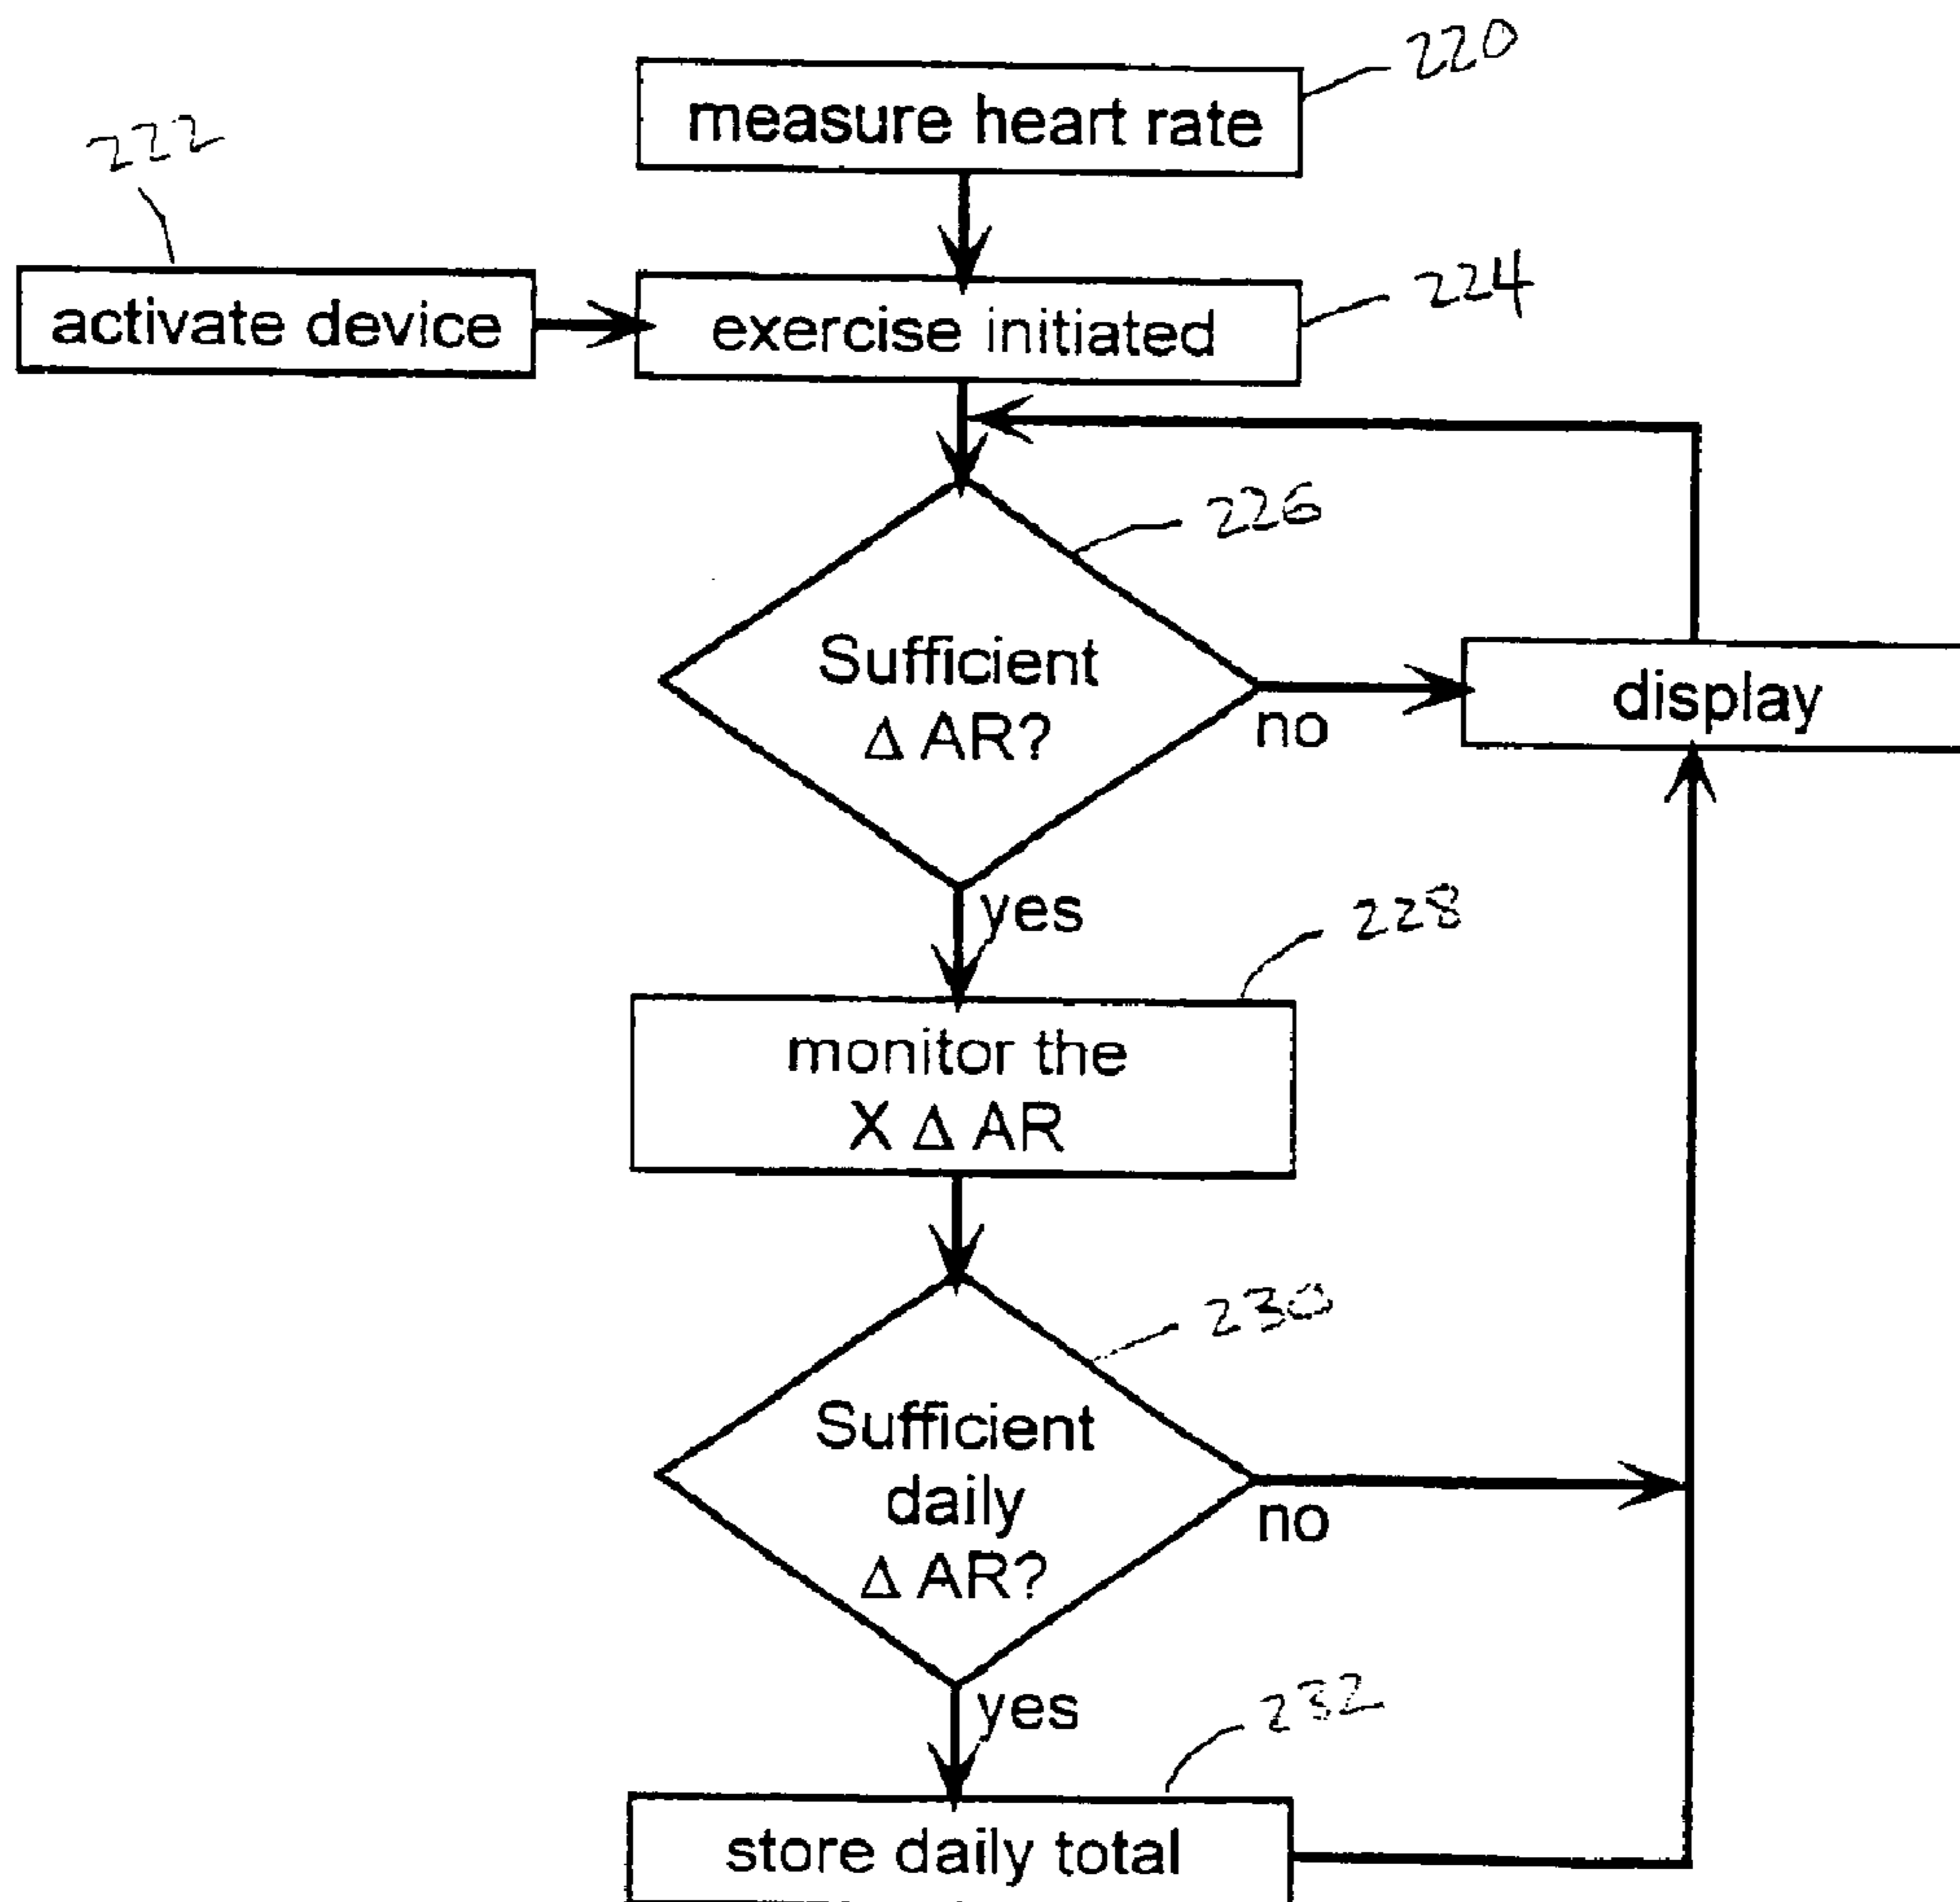 220
measure heart rate
222
activate device
exercise initiated
224
226
Sufficient
Δ AR?
no
display
yes
228
monitor the
X Δ AR
230
Sufficient
daily
Δ AR?
no
yes
232
store daily total